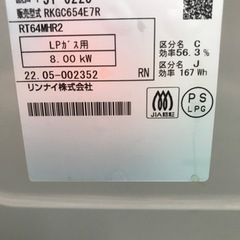 販売型式 RKGC654E7R
RT64MHR2
LPガス用
8.00 kW
22.05-002352
RN
リンナイ株式会社
区分名 C
効率56.3 %
区分名 J
効率 167 Wh
JIA
PS
LPG